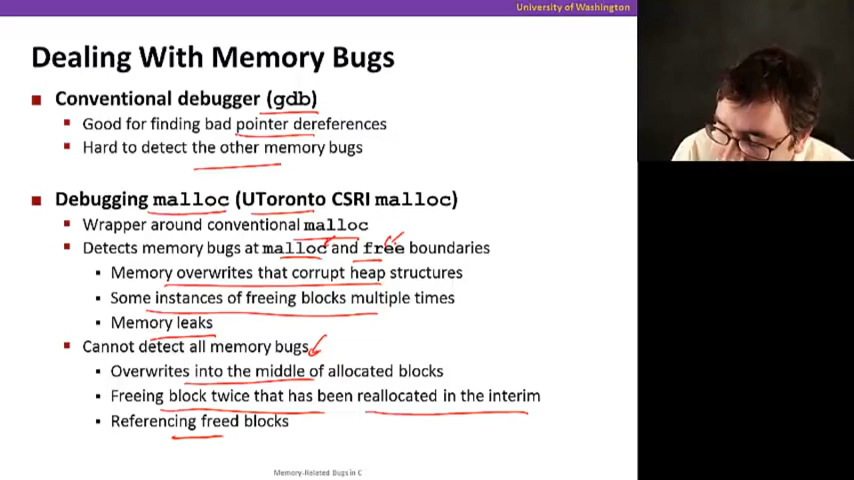 University of Washington
Dealing With Memory Bugs
Conventional debugger (gdb)
Good for finding bad pointer dereferences
Hard to detect the other memory bugs
Debugging malloc (UToronto CSRI malloc)
Wrapper around conventional malloc
Detects memory bugs at malloc and free boundaries
Memory overwrites that corrupt heap structures
Some instances of freeing blocks multiple times
Memory leaks
Cannot detect all memory bugs
Overwrites into the middle of allocated blocks
Freeing block twice that has been reallocated in the interim
Referencing freed blocks
Memory-Related Bugs in C